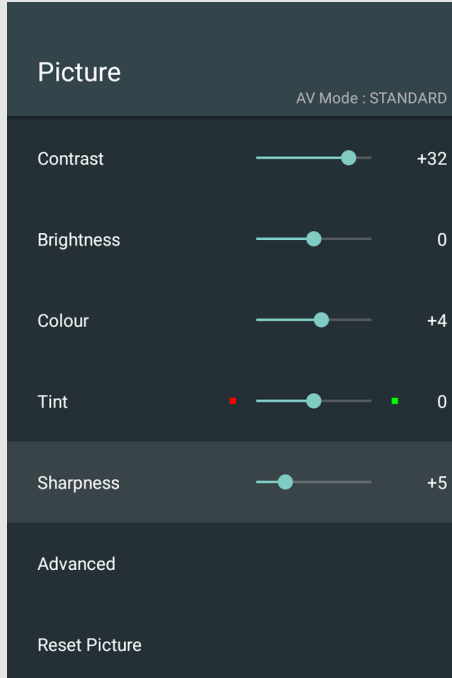 Picture
AV Mode : STANDARD
Contrast +32
Brightness 0
Colour +4
Tint 0
Sharpness +5
Advanced
Reset Picture